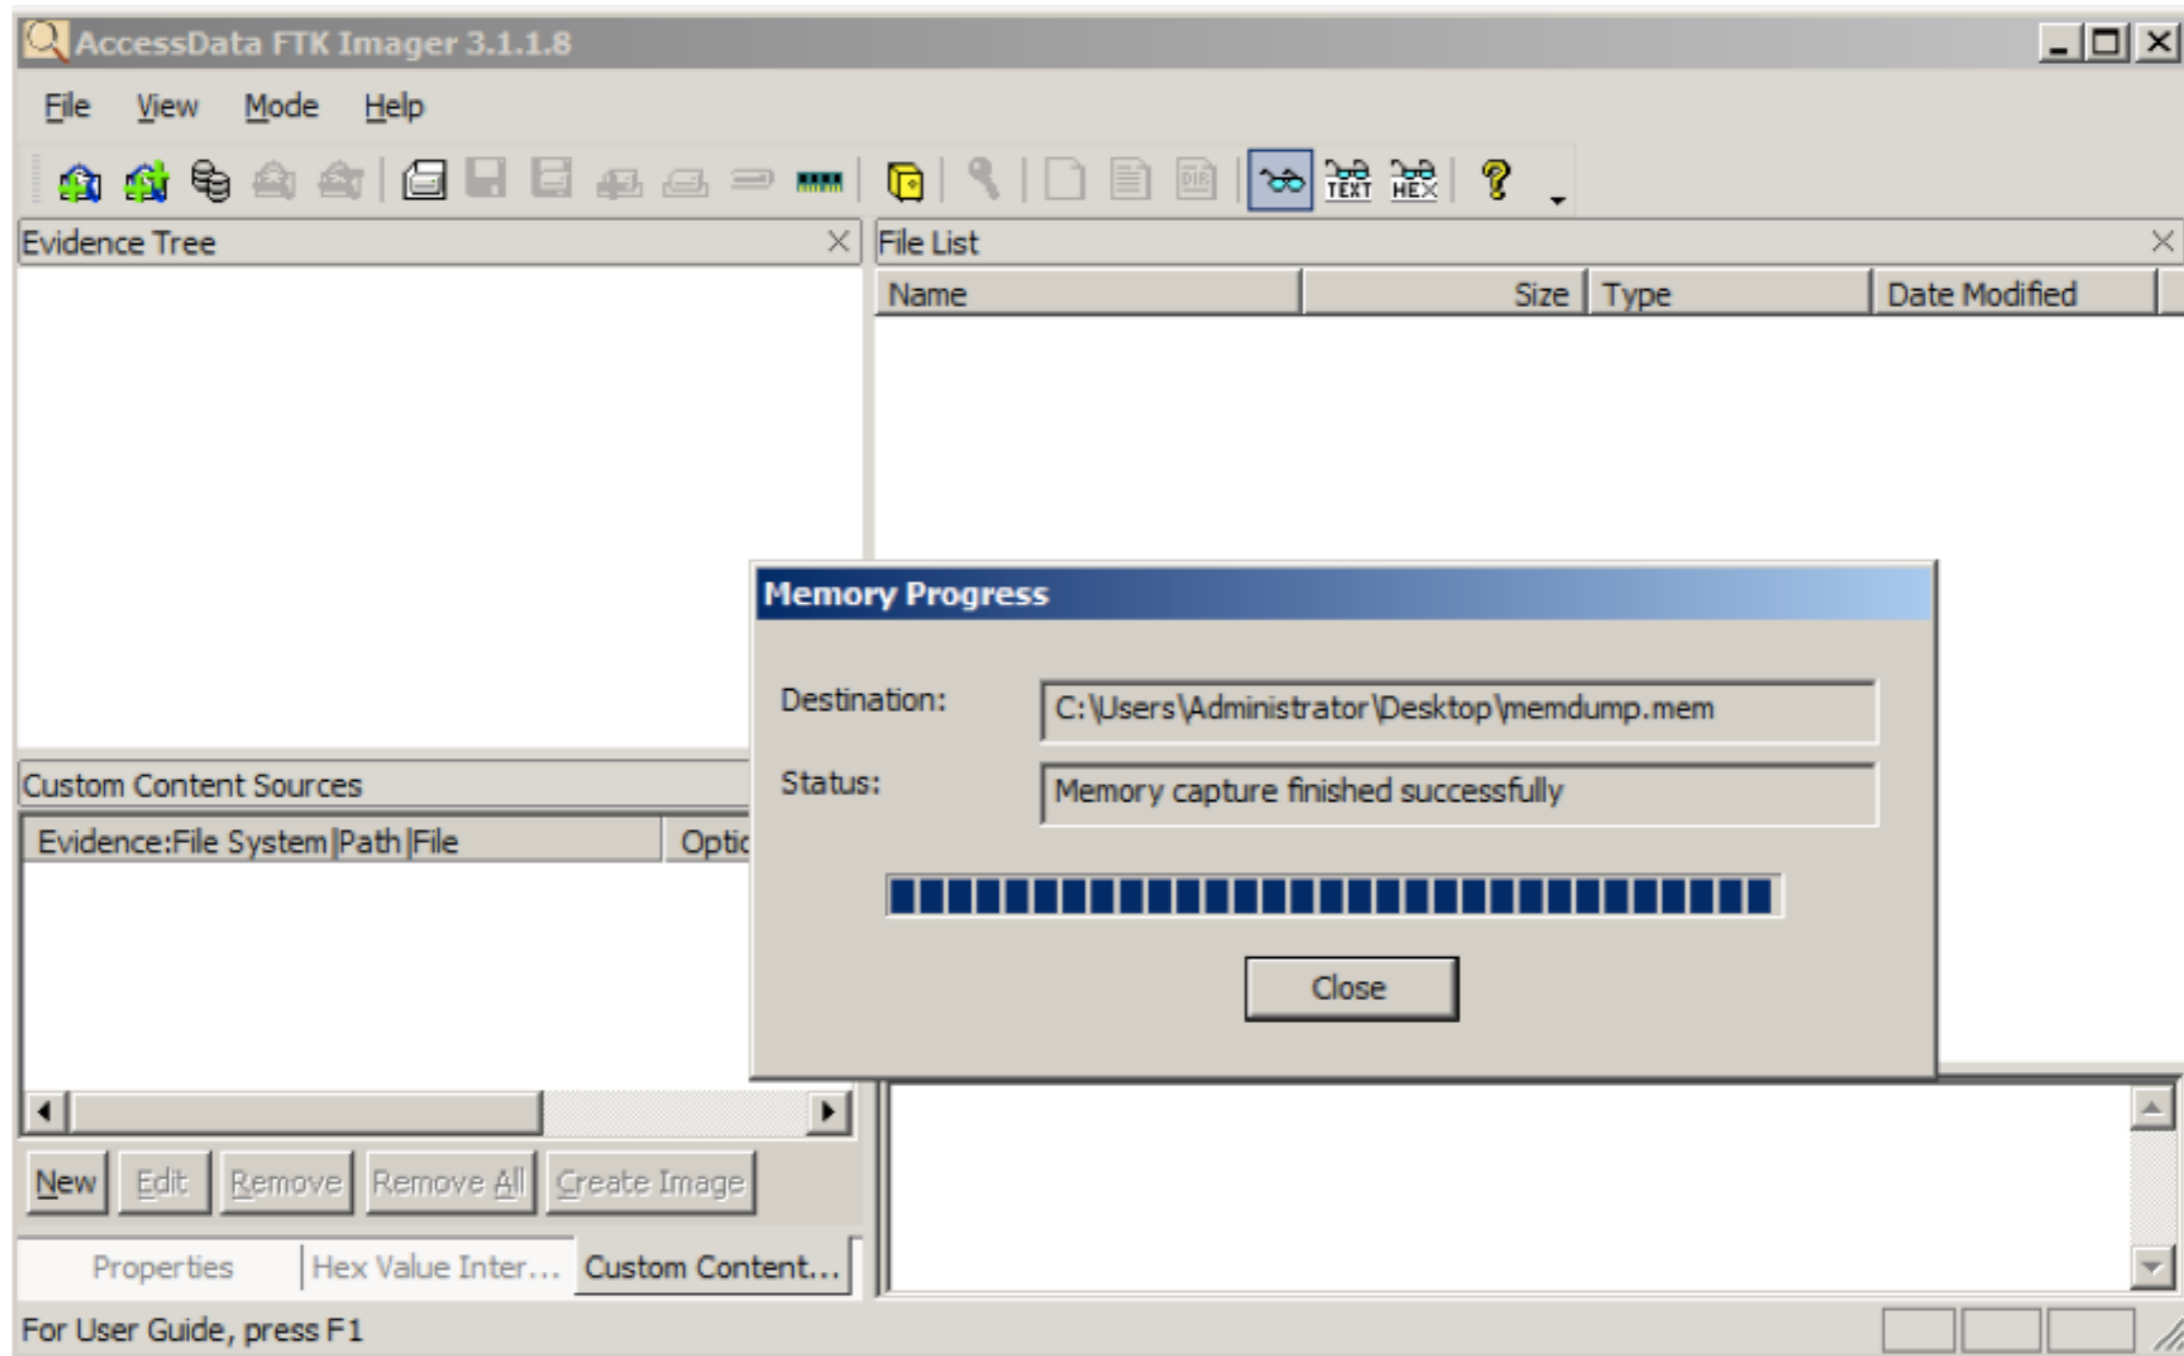 AccessData FTK Imager 3.1.1.8
File View Mode Help
DIR TEXT HEX
Evidence Tree
File List
Name Size Type Date Modified
Memory Progress
Destination: C:\Users\Administrator\Desktop\memdump.mem
Status: Memory capture finished successfully
Close
Custom Content Sources
Evidence:File System|Path|File Optio
New Edit Remove Remove All Create Image
Properties Hex Value Inter... Custom Content...
For User Guide, press F1